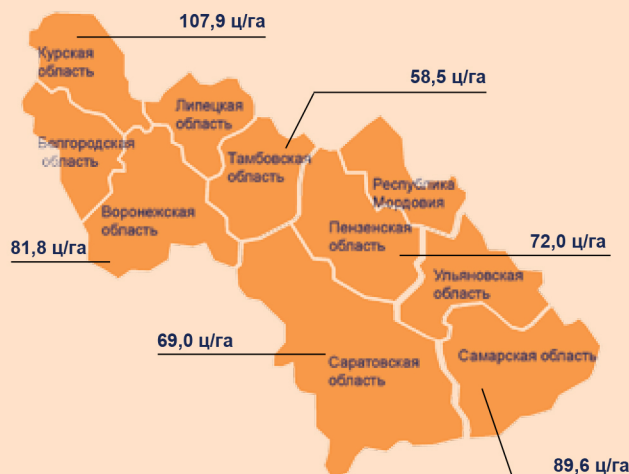 107,9 ц/га
Курская
область
58,5 ц/га
Липецкая
область
Белгородская
область
Тамбовская
область
Республика
Мордовия
Воронежская
область
Пензенская
область
81,8 ц/га
72,0 ц/га
Ульяновская
область
69,0 ц/га
Саратовская
область
Самарская область
89,6 ц/га